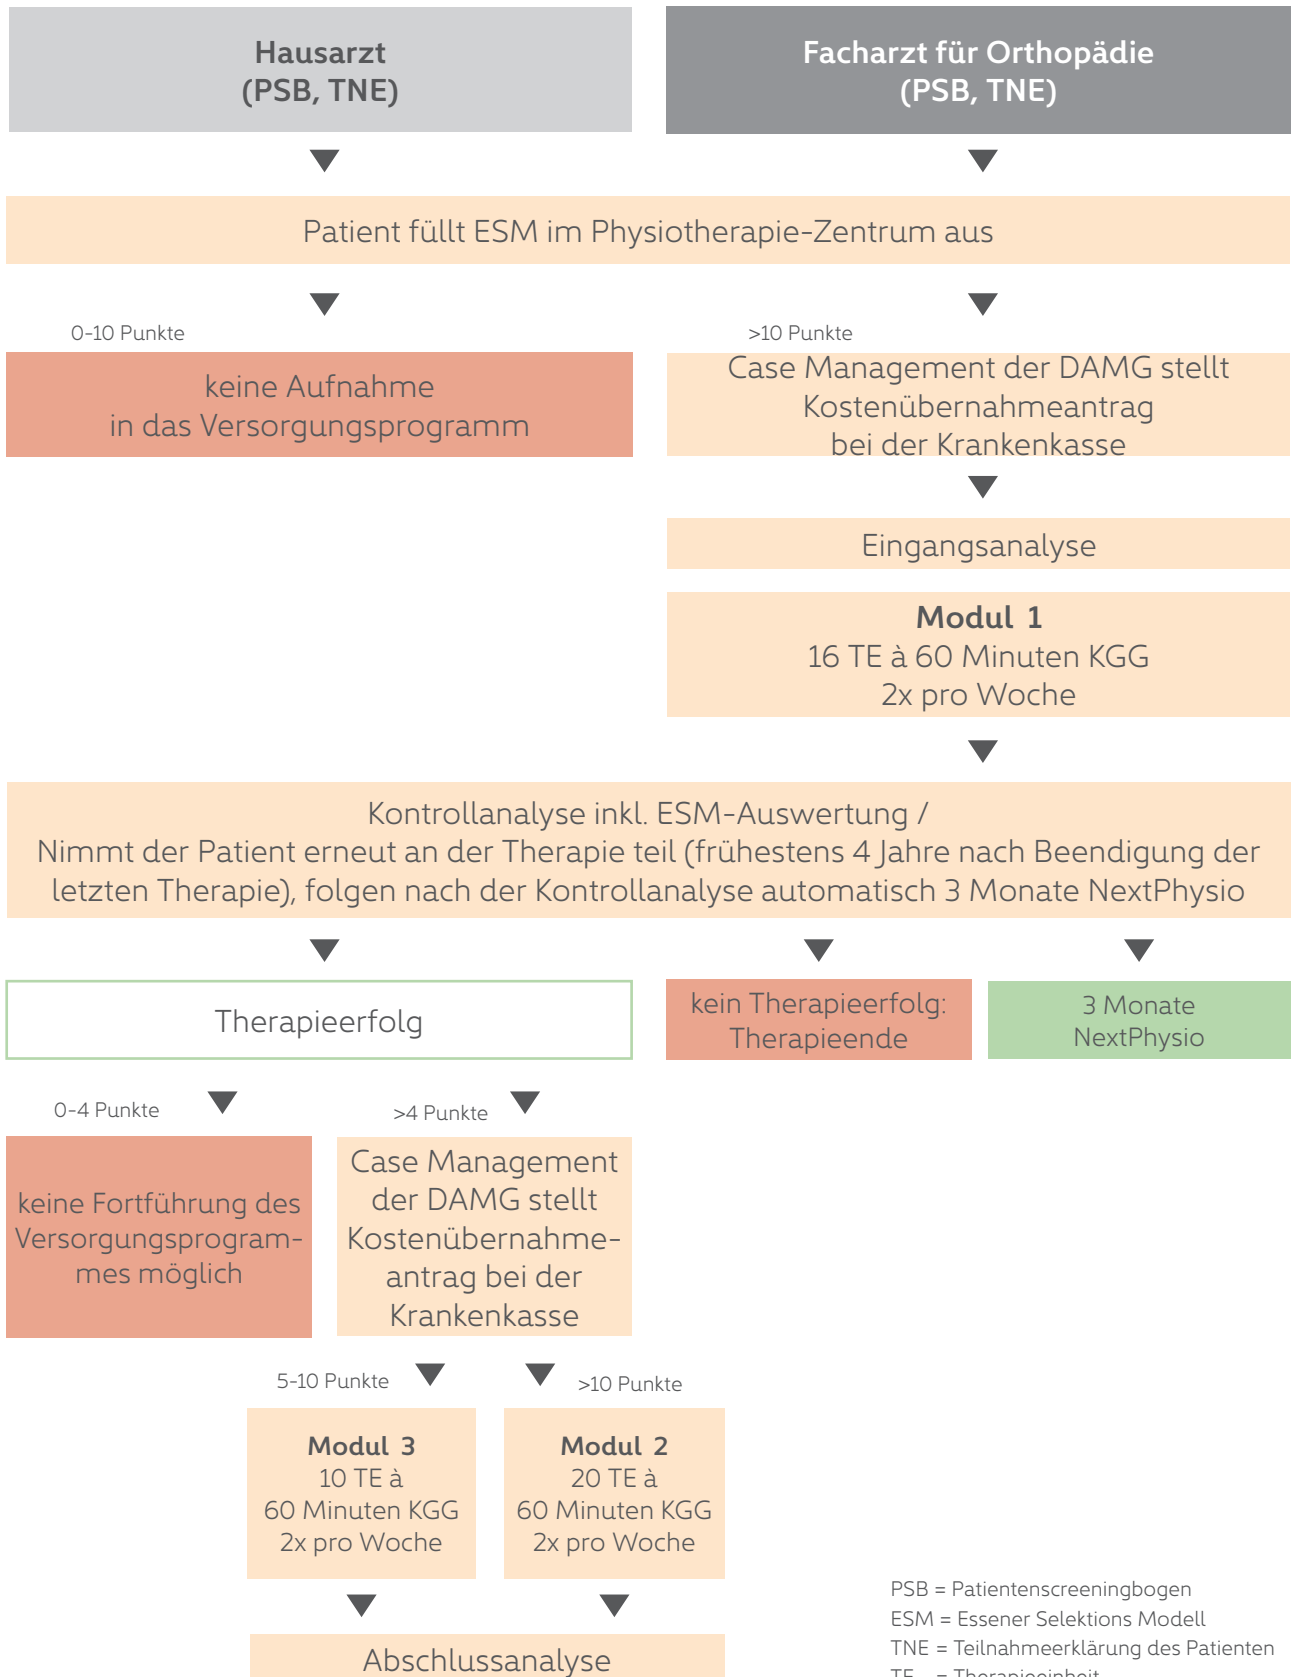 Hausarzt
(PSB, TNE)
Facharzt für Orthopädie
(PSB, TNE)
Patient füllt ESM im Physiotherapie-Zentrum aus
0-10 Punkte
>10 Punkte
keine Aufnahme
in das Versorgungsprogramm
Case Management der DAMG stellt
Kostenübernahmeantrag
bei der Krankenkasse
Eingangsanalyse
Modul 1
16 TE à 60 Minuten KGG
2x pro Woche
Kontrollanalyse inkl. ESM-Auswertung /
Nimmt der Patient erneut an der Therapie teil (frühestens 4 Jahre nach Beendigung der
letzten Therapie), folgen nach der Kontrollanalyse automatisch 3 Monate NextPhysio
Therapieerfolg
kein Therapieerfolg:
Therapieende
3 Monate
NextPhysio
0-4 Punkte
>4 Punkte
keine Fortführung des
Versorgungsprogram-
mes möglich
Case Management
der DAMG stellt
Kostenübernahme-
antrag bei der
Krankenkasse
5-10 Punkte
>10 Punkte
Modul 3
10 TE à
60 Minuten KGG
2x pro Woche
Modul 2
20 TE à
60 Minuten KGG
2x pro Woche
Abschlussanalyse
PSB = Patientenscreeningbogen
ESM = Essener Selektions Modell
TNE = Teilnahmeerklärung des Patienten
TE = Therapieeinheit